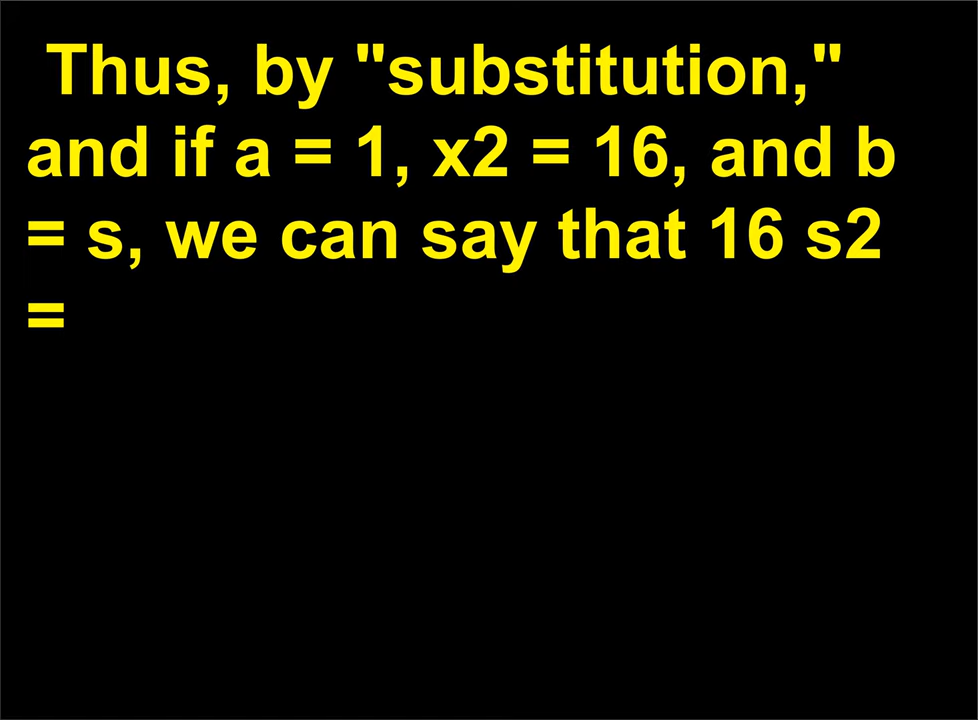 Thus, by "substitution,"
and if a = 1, x2 = 16, and b
= s, we can say that 16 s2
=